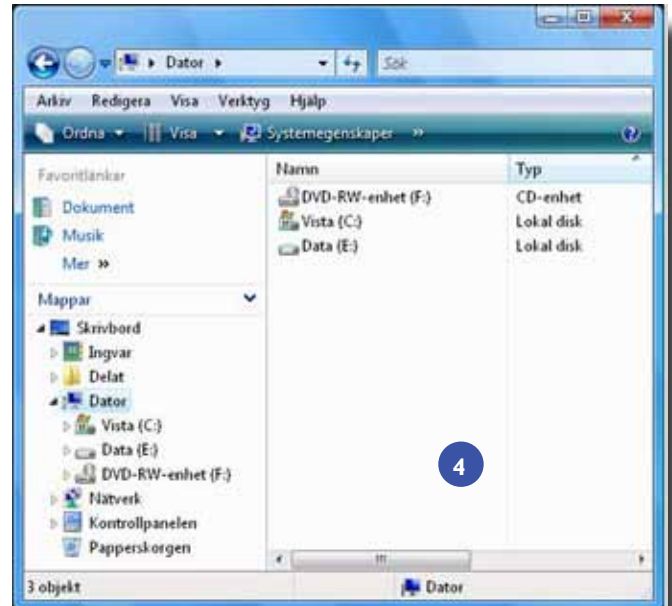 Dator
Sök
Arkiv Redigera Visa Verktyg Hjälp
Ordna Visa Systemegenskaper »
Favoritlänkar
Dokument
Musik
Mer »
Mappar
Skrivbord
Ingvar
Delat
Dator
Vista (C:)
Data (E:)
DVD-RW-enhet (F:)
Nätverk
Kontrollpanelen
Papperskorgen
Namn Typ
DVD-RW-enhet (F:) CD-enhet
Vista (C:) Lokal disk
Data (E:) Lokal disk
4
3 objekt Dator